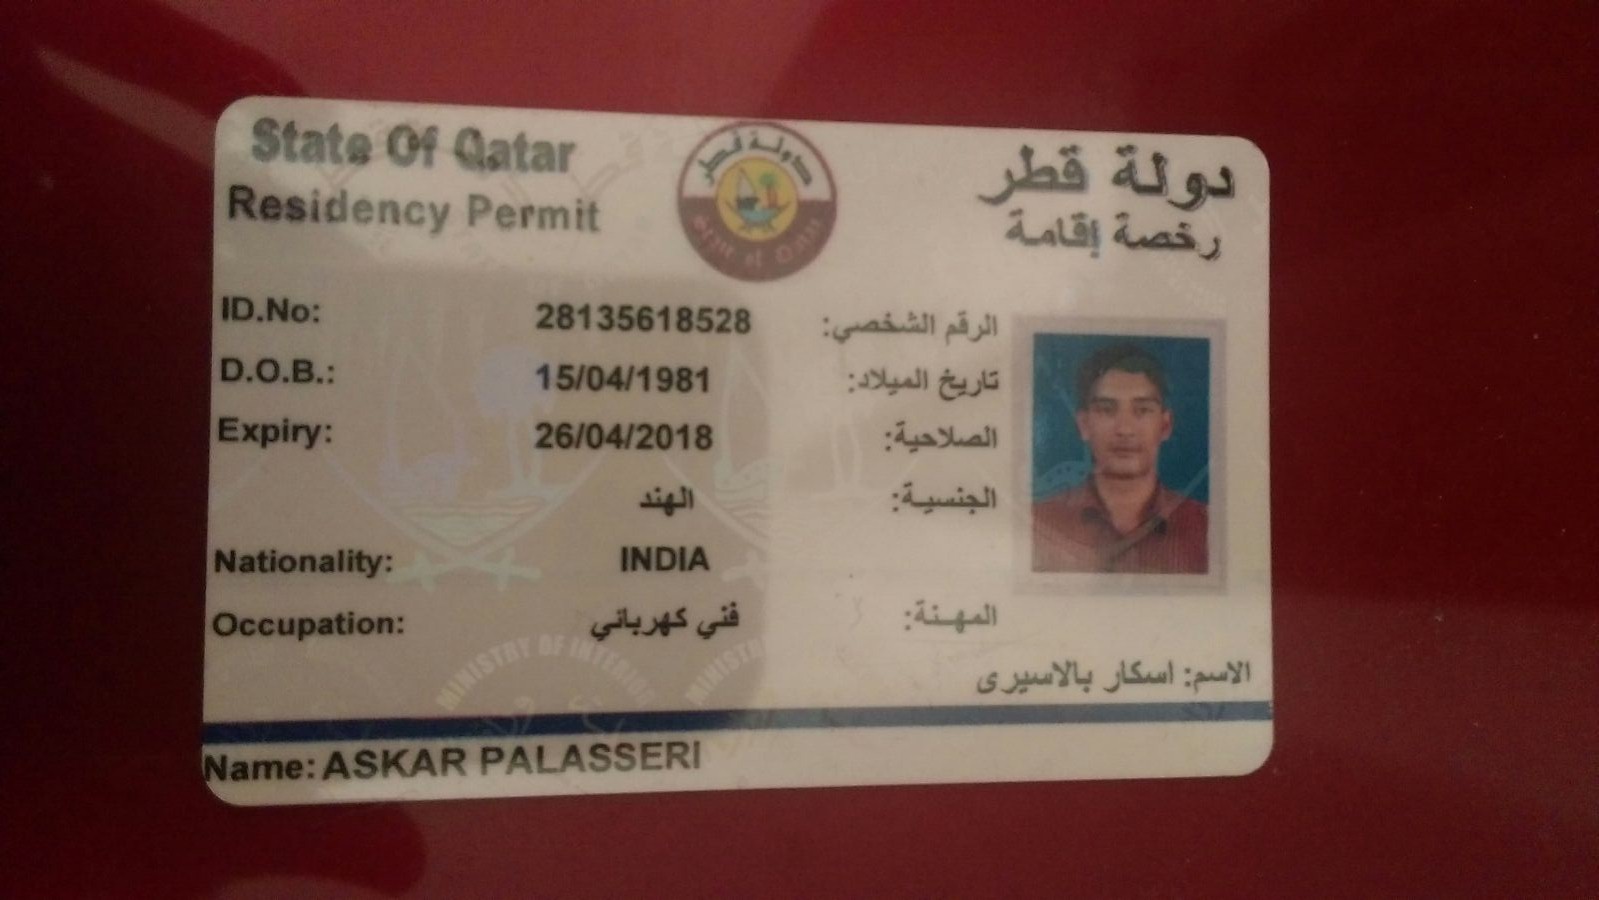 State Of Qatar
دولة قطر
Residency Permit
رخصة إقامة
دولة قطر
State of Qatar
ID.No: 28135618528 الرقم الشخصي:
D.O.B.: 15/04/1981 تاريخ الميلاد:
Expiry: 26/04/2018 الصلاحية:
الهند الجنسية:
Nationality: INDIA
Occupation: فني كهربائي المهنة:
MINISTRY OF INTERIOR
MINISTR
الاسم: اسكار بالاسيرى
Name: ASKAR PALASSERI